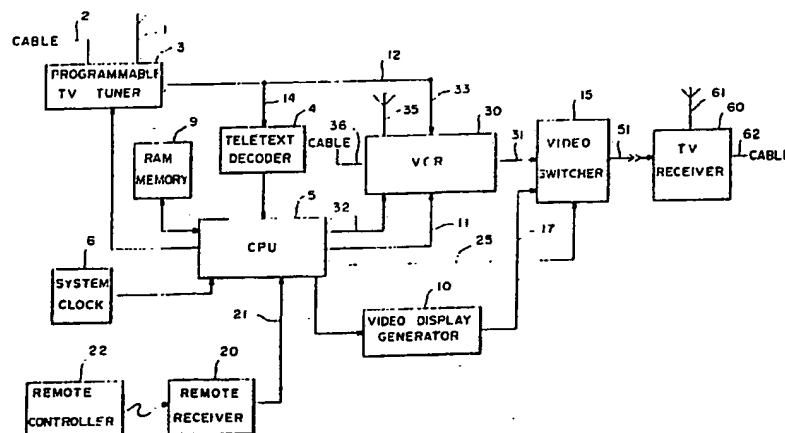 2
1
CABLE
3
PROGRAMMABLE
TV TUNER
12
14
33
9
RAM
MEMORY
4
TELETEXT
DECODER
36
CABLE
35
30
VCR
31
15
VIDEO
SWITCHER
51
61
60
TV
RECEIVER
62
CABLE
5
CPU
32
11
25
17
6
SYSTEM
CLOCK
21
10
VIDEO DISPLAY
GENERATOR
22
REMOTE
CONTROLLER
20
REMOTE
RECEIVER